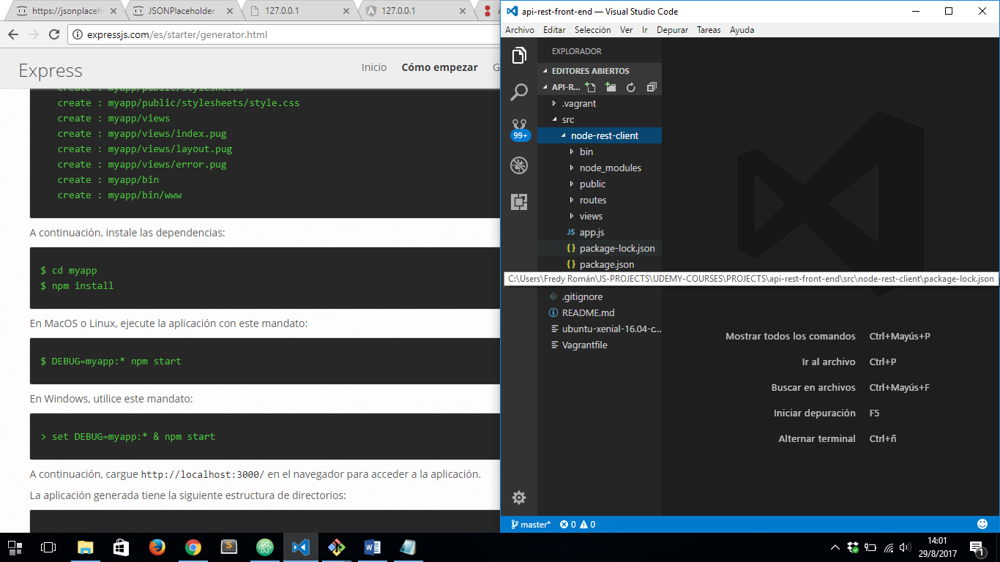 https://jsonplaceho
JSONPlaceholder -
127.0.0.1
127.0.0.1
expressjs.com/es/starter/generator.html
Express
Inicio
Cómo empezar
create : myapp/public/stylesheets
create : myapp/public/stylesheets/style.css
create : myapp/views
create : myapp/views/index.pug
create : myapp/views/layout.pug
create : myapp/views/error.pug
create : myapp/bin
create : myapp/bin/www
A continuación, instale las dependencias:
$ cd myapp
$ npm install
En MacOS o Linux, ejecute la aplicación con este mandato:
$ DEBUG=myapp:* npm start
En Windows, utilice este mandato:
> set DEBUG=myapp:* & npm start
A continuación, cargue http://localhost:3000/ en el navegador para acceder a la aplicación.
La aplicación generada tiene la siguiente estructura de directorios:
api-rest-front-end — Visual Studio Code
Archivo Editar Selección Ver Ir Depurar Tareas Ayuda
EXPLORADOR
EDITORES ABIERTOS
API-R...
.vagrant
src
99+
node-rest-client
bin
node_modules
public
routes
views
JS app.js
{} package-lock.json
{} package.json
C:\Users\Fredy Román\JS-PROJECTS\UDEMY-COURSES\PROJECTS\api-rest-front-end\src\node-rest-client\package-lock.json
.gitignore
README.md
ubuntu-xenial-16.04-c...
Vagrantfile
Mostrar todos los comandos Ctrl+Mayús+P
Ir al archivo Ctrl+P
Buscar en archivos Ctrl+Mayús+F
Iniciar depuración F5
Alternar terminal Ctrl+ñ
master* 0 0
14:01
29/8/2017
1